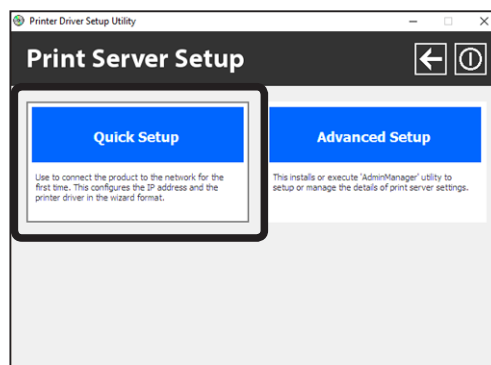 Printer Driver Setup Utility
Print Server Setup
Quick Setup
Use to connect the product to the network for the
first time. This configures the IP address and the
printer driver in the wizard format.
Advanced Setup
This installs or execute 'AdminManager' utility to
setup or manage the details of print server settings.